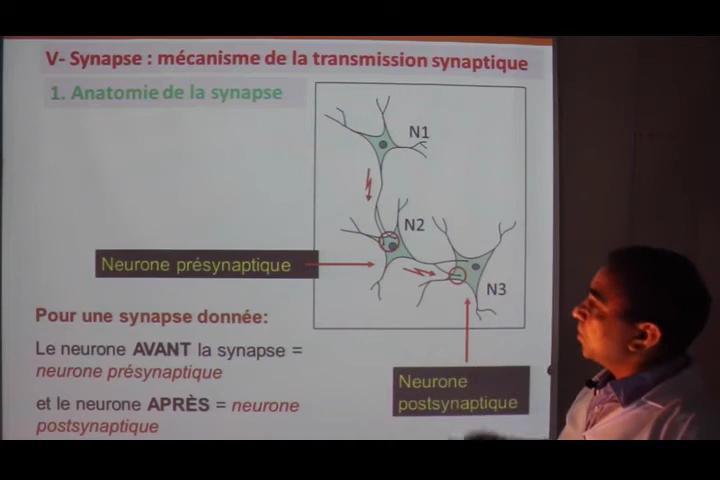 V- Synapse : mécanisme de la transmission synaptique
1. Anatomie de la synapse
N1
N2
Neurone présynaptique
N3
Pour une synapse donnée:
Le neurone AVANT la synapse =
neurone présynaptique
et le neurone APRÈS = neurone
postsynaptique
Neurone
postsynaptique